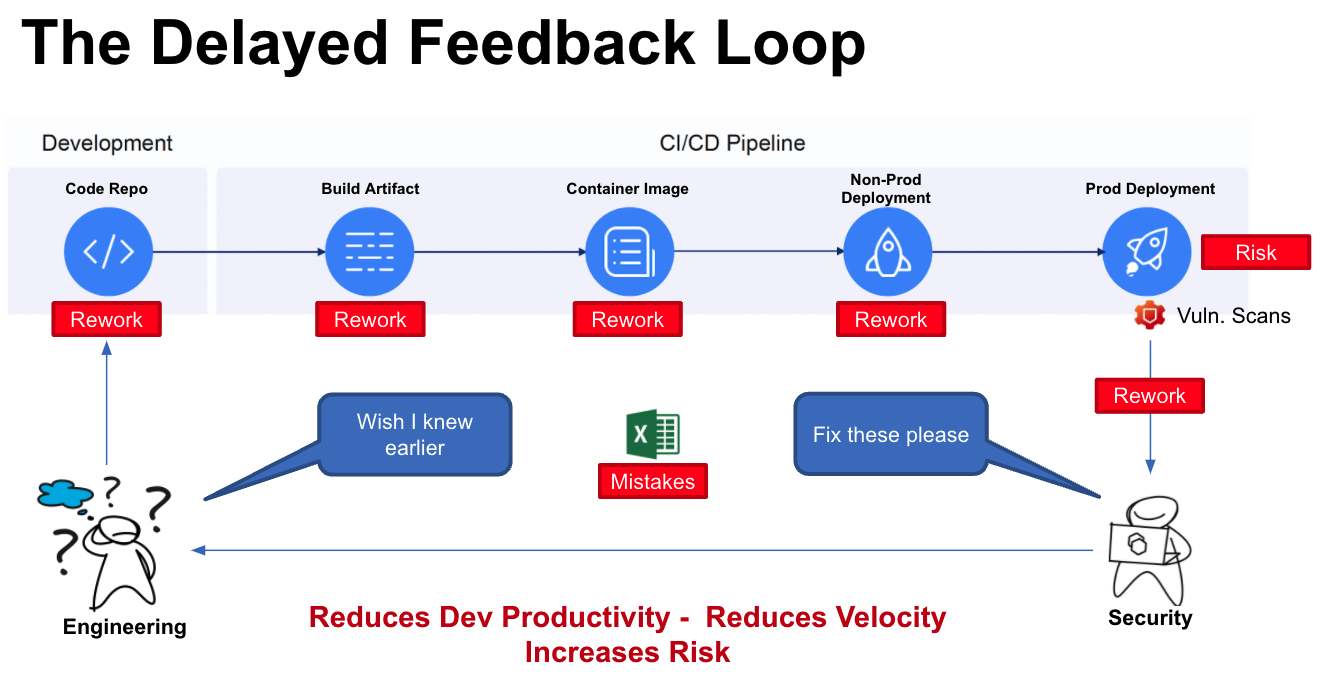 The Delayed Feedback Loop
Development
CI/CD Pipeline
Code Repo
Build Artifact
Container Image
Non-Prod
Deployment
Prod Deployment
Risk
Rework
Rework
Rework
Rework
Vuln. Scans
Rework
Wish I knew
earlier
X
Mistakes
Fix these please
? ? ?
Engineering
Security
Reduces Dev Productivity - Reduces Velocity
Increases Risk